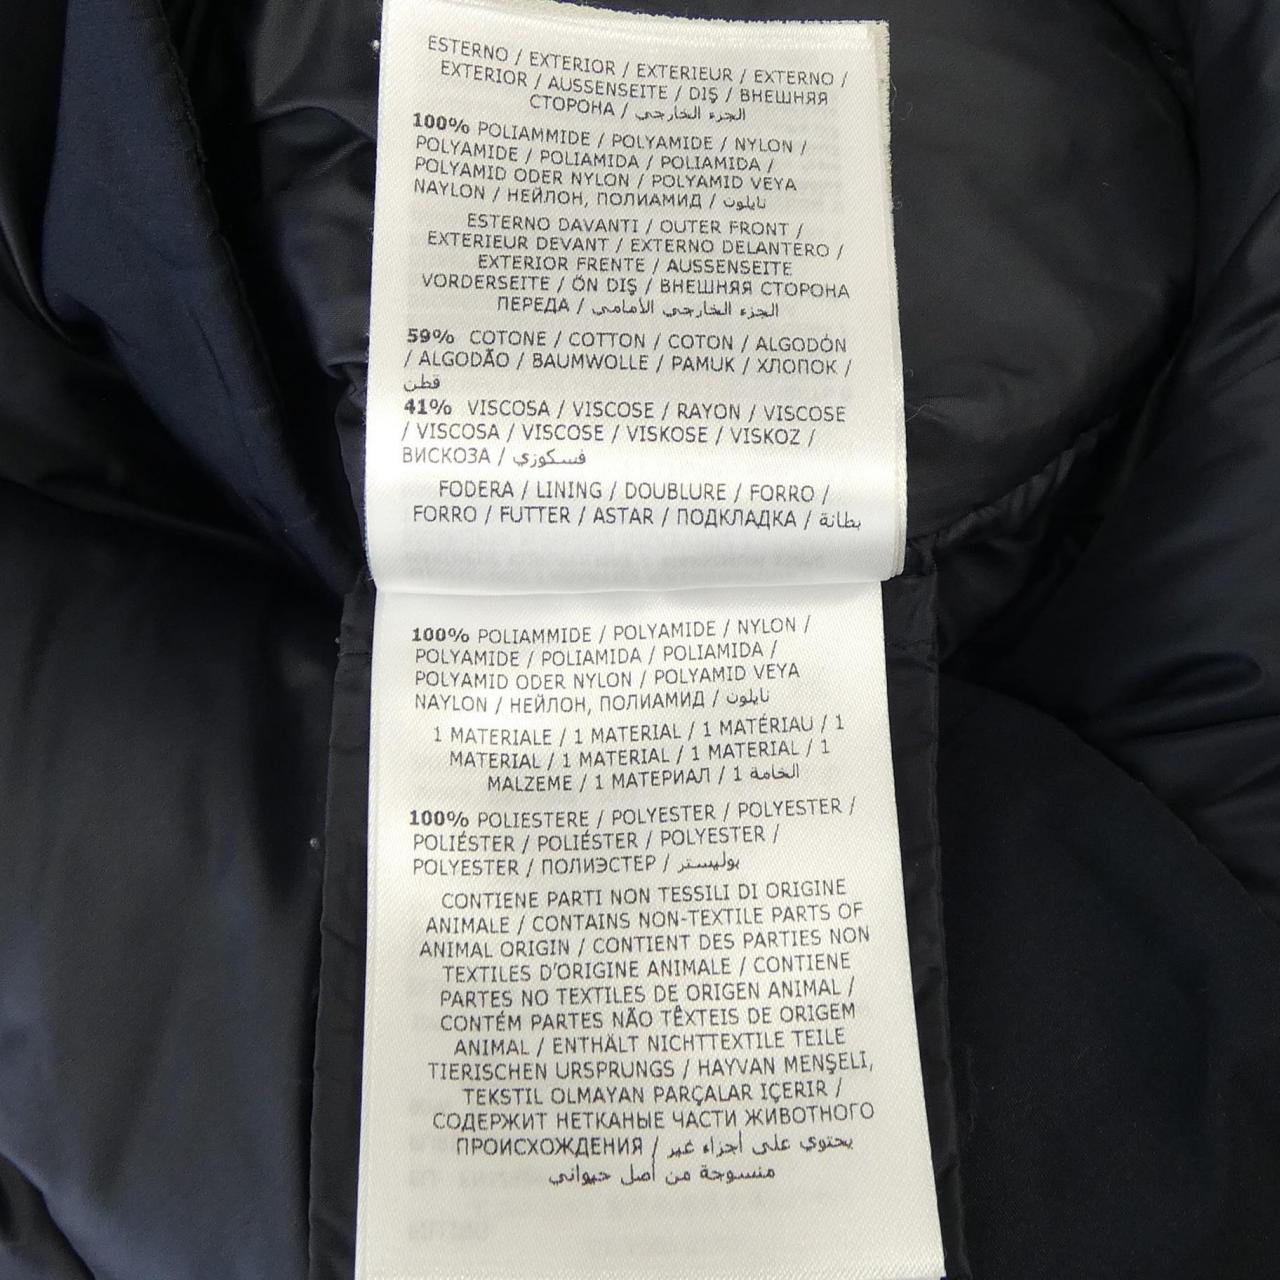 ESTERNO / EXTERIOR / EXTERIEUR / EXTERNO /
EXTERIOR / AUSSENSEITE / DIŞ / ВНЕШНЯЯ
СТОРОНА / الجزء الخارجي
100% POLIAMMIDE / POLYAMIDE / NYLON /
POLYAMIDE / POLIAMIDA / POLIAMIDA /
POLYAMID ODER NYLON / POLYAMID VEYA
NAYLON / НЕЙЛОН, ПОЛИАМИД / نايلون
ESTERNO DAVANTI / OUTER FRONT /
EXTERIEUR DEVANT / EXTERNO DELANTERO /
EXTERIOR FRENTE / AUSSENSEITE
VORDERSEITE / ÖN DIŞ / ВНЕШНЯЯ СТОРОНА
ПЕРЕДА / الجزء الخارجي الأمامي
59% COTONE / COTTON / COTON / ALGODÓN
/ ALGODÃO / BAUMWOLLE / PAMUK / ХЛОПОК /
قطن
41% VISCOSA / VISCOSE / RAYON / VISCOSE
/ VISCOSA / VISCOSE / VISKOSE / VISKOZ /
ВИСКОЗА / فسكوزي
FODERA / LINING / DOUBLURE / FORRO /
FORRO / FUTTER / ASTAR / ПОДКЛАДКА / بطانة
100% POLIAMMIDE / POLYAMIDE / NYLON /
POLYAMIDE / POLIAMIDA / POLIAMIDA /
POLYAMID ODER NYLON / POLYAMID VEYA
NAYLON / НЕЙЛОН, ПОЛИАМИД / نايلون
1 MATERIALE / 1 MATERIAL / 1 MATÉRIAU / 1
MATERIAL / 1 MATERIAL / 1 MATERIAL / 1
MALZEME / 1 МАТЕРИАЛ / 1 الخامة
100% POLIESTERE / POLYESTER / POLYESTER /
POLIÉSTER / POLIÉSTER / POLYESTER /
POLYESTER / ПОЛИЭСТЕР / بوليستر
CONTIENE PARTI NON TESSILI DI ORIGINE
ANIMALE / CONTAINS NON-TEXTILE PARTS OF
ANIMAL ORIGIN / CONTIENT DES PARTIES NON
TEXTILES D'ORIGINE ANIMALE / CONTIENE
PARTES NO TEXTILES DE ORIGEN ANIMAL /
CONTÉM PARTES NÃO TÊXTEIS DE ORIGEM
ANIMAL / ENTHÄLT NICHTTEXTILE TEILE
TIERISCHEN URSPRUNGS / HAYVAN MENŞELİ,
TEKSTIL OLMAYAN PARÇALAR IÇERIR /
СОДЕРЖИТ НЕТКАНЫЕ ЧАСТИ ЖИВОТНОГО
ПРОИСХОЖДЕНИЯ / يحتوي على أجزاء غير
منسوجة من أصل حيواني